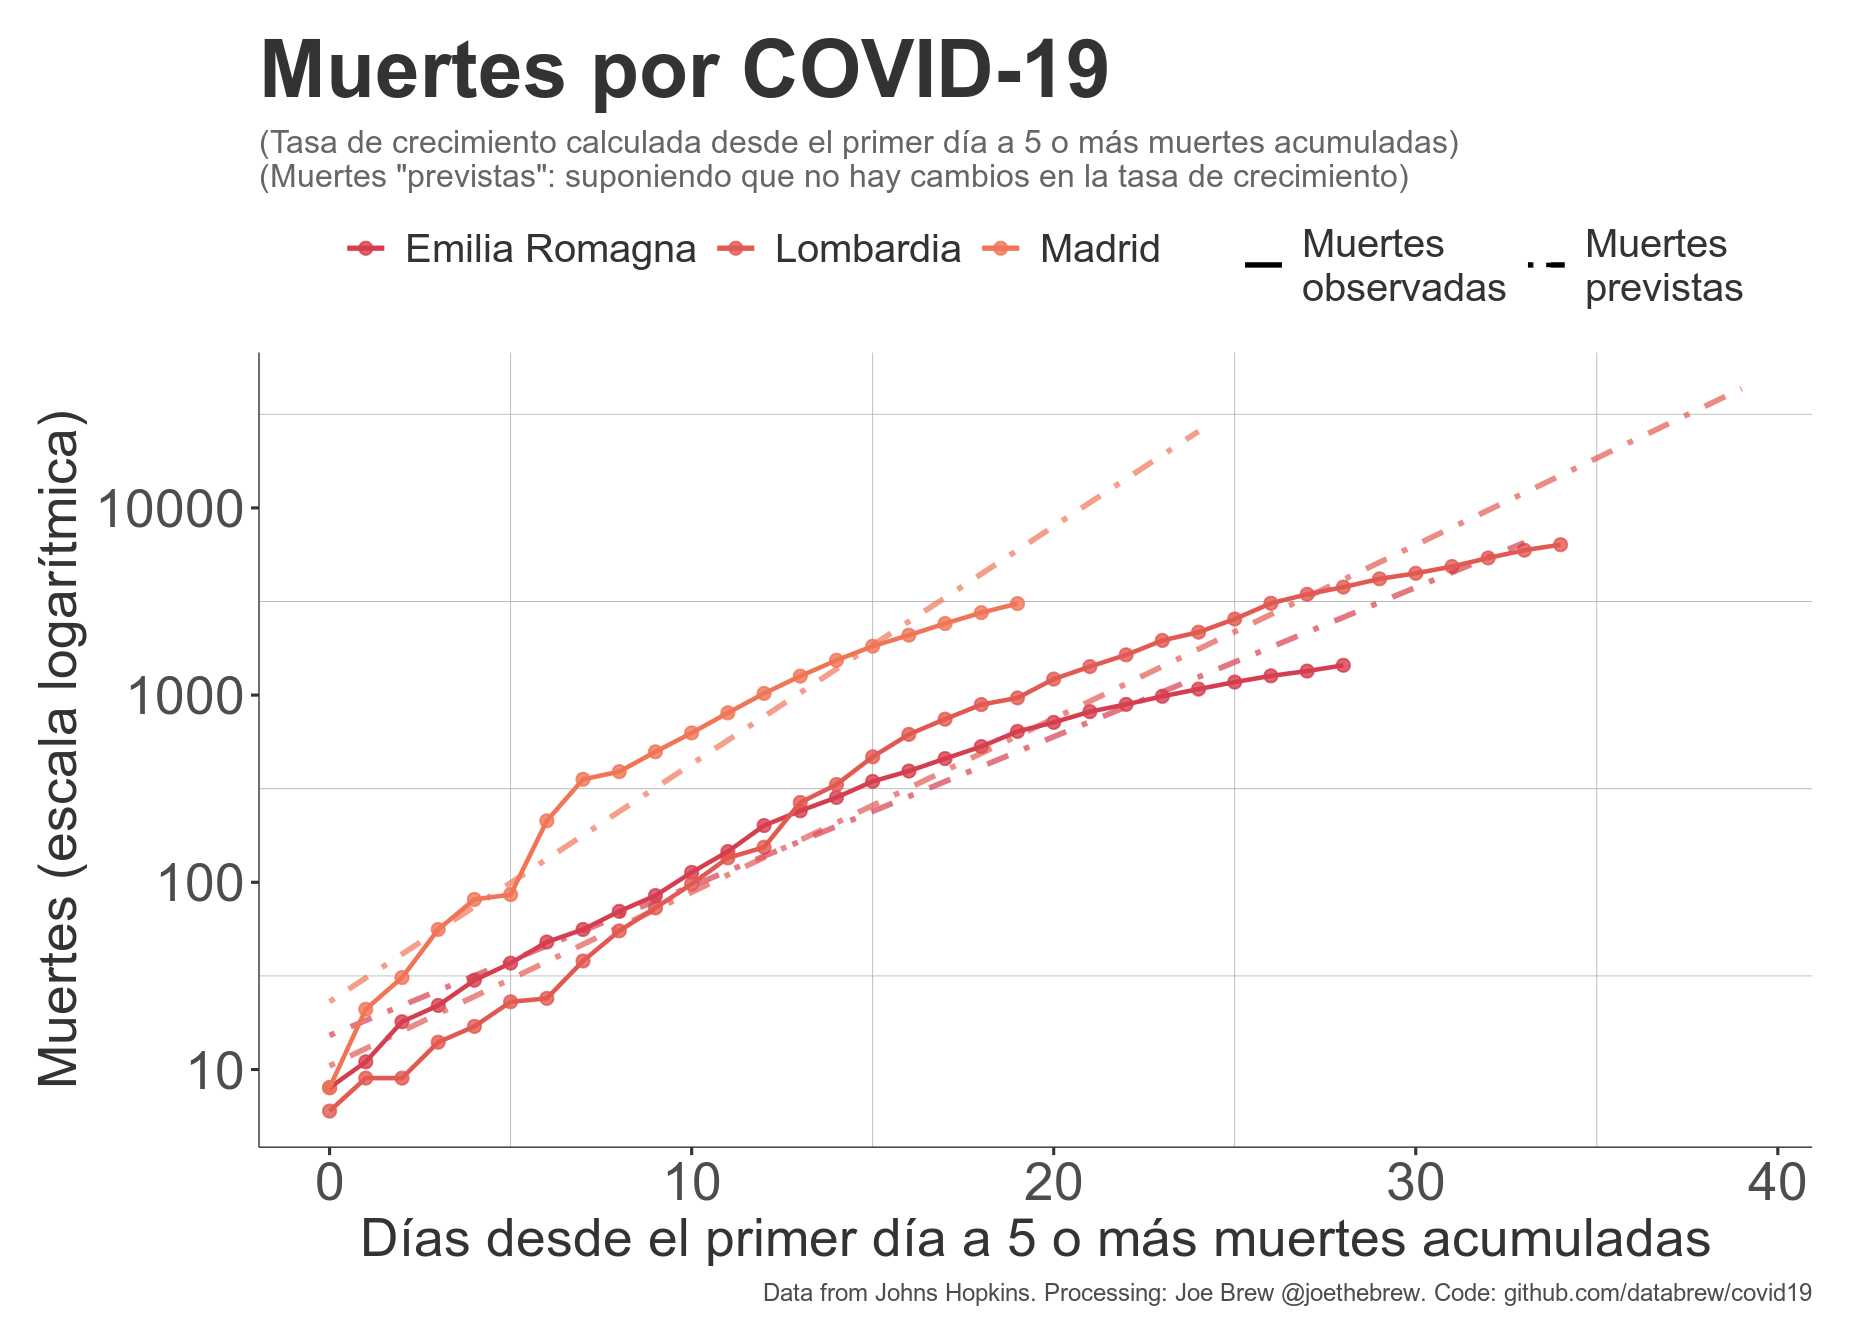 Muertes por COVID-19
(Tasa de crecimiento calculada desde el primer día a 5 o más muertes acumuladas)
(Muertes "previstas": suponiendo que no hay cambios en la tasa de crecimiento)
Emilia Romagna
Lombardia
Madrid
Muertes
observadas
Muertes
previstas
Muertes (escala logarítmica)
10000
1000
100
10
0
10
20
30
40
Días desde el primer día a 5 o más muertes acumuladas
Data from Johns Hopkins. Processing: Joe Brew @joethebrew. Code: github.com/databrew/covid19